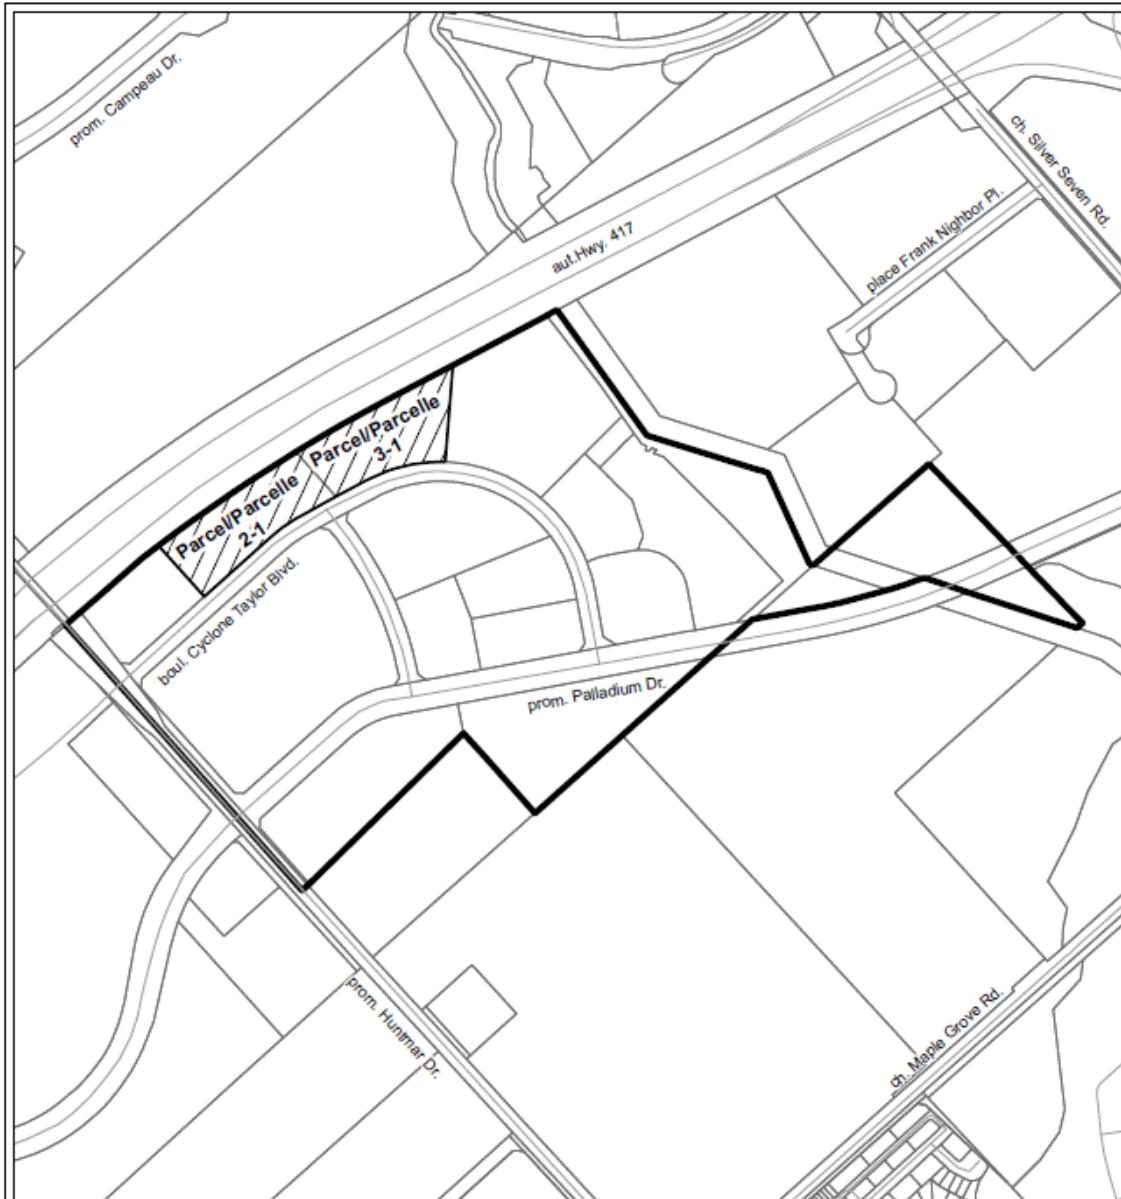 prom. Campeau Dr.
ch. Silver Seven Rd.
place Frank Nighbor Pl.
aut.Hwy. 417
Parcel/Parcelle
3-1
Parcel/Parcelle
2-1
boul. Cyclone Taylor Blvd.
prom. Palladium Dr.
prom. Huntmar Dr.
ch. Maple Grove Rd.